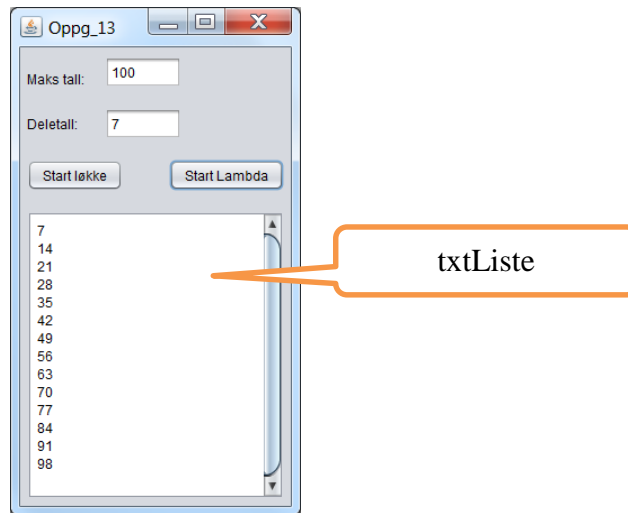 Oppg_13
Maks tall: 100
Deletall: 7
Start løkke Start Lambda
7
14
21
28
35
42
49
56
63
70
77
84
91
98
txtListe